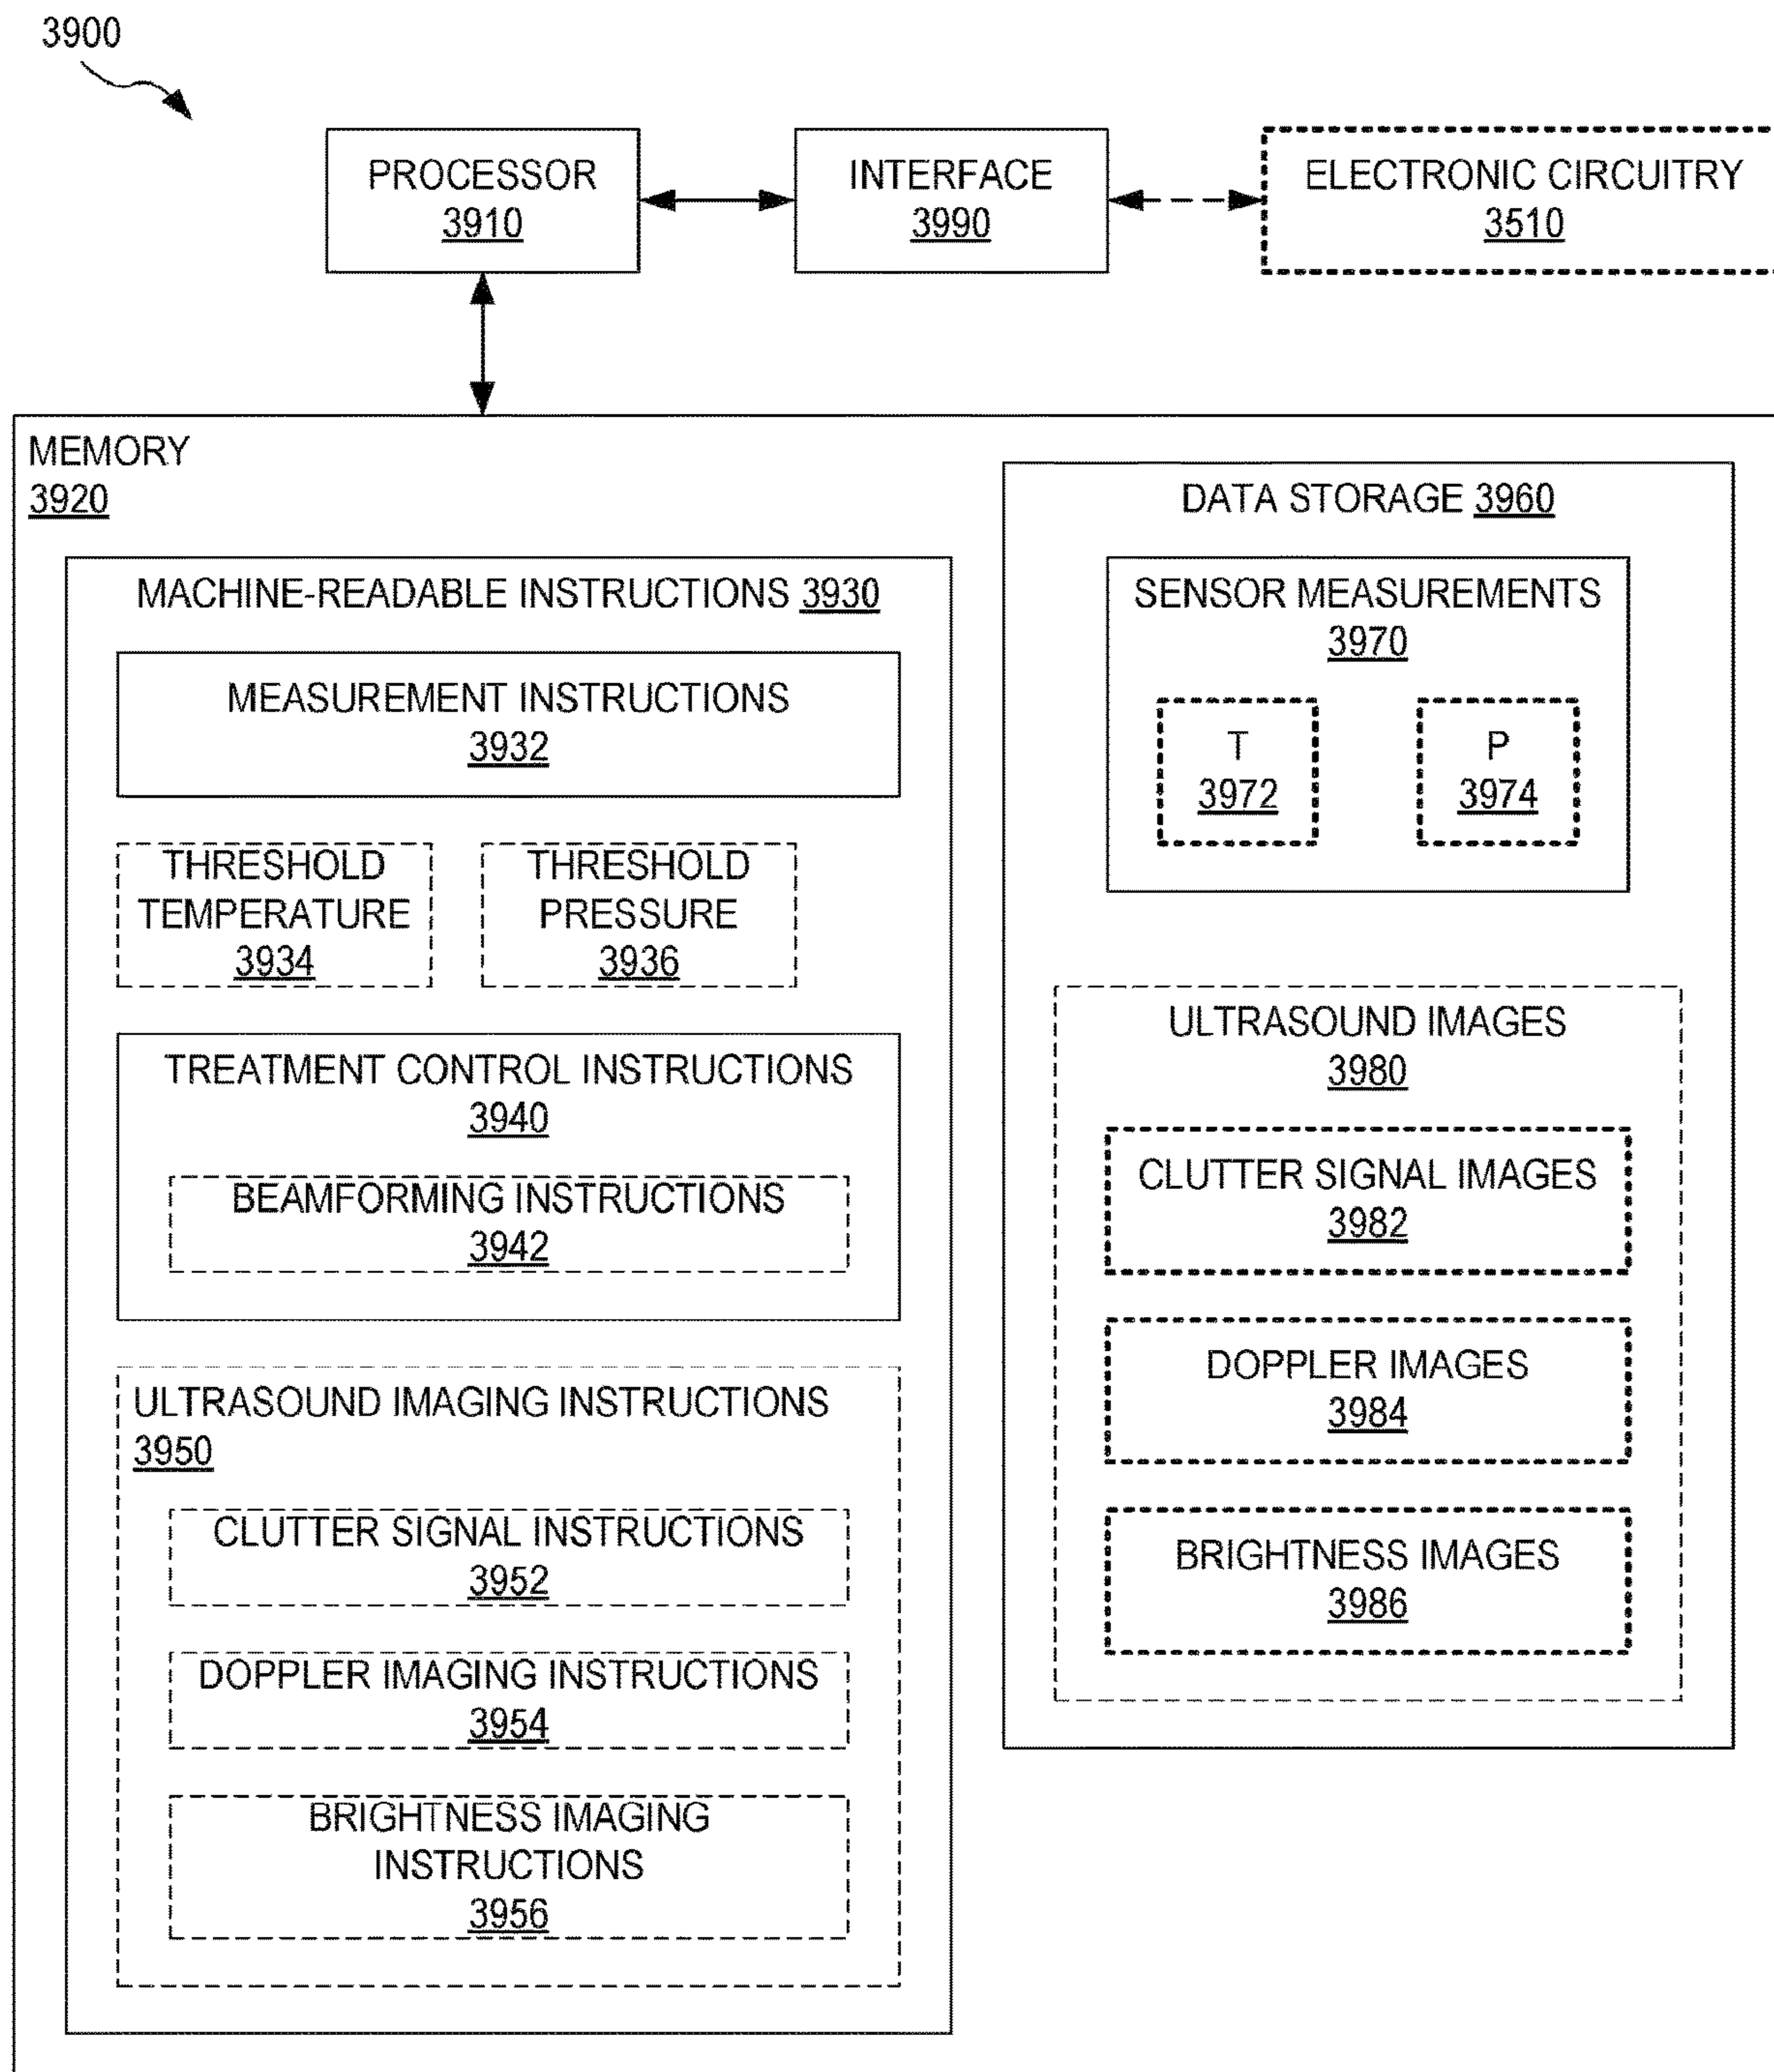 3900
PROCESSOR
3910
INTERFACE
3990
ELECTRONIC CIRCUITRY
3510
MEMORY
3920
MACHINE-READABLE INSTRUCTIONS 3930
MEASUREMENT INSTRUCTIONS
3932
THRESHOLD
TEMPERATURE
3934
THRESHOLD
PRESSURE
3936
TREATMENT CONTROL INSTRUCTIONS
3940
BEAMFORMING INSTRUCTIONS
3942
ULTRASOUND IMAGING INSTRUCTIONS
3950
CLUTTER SIGNAL INSTRUCTIONS
3952
DOPPLER IMAGING INSTRUCTIONS
3954
BRIGHTNESS IMAGING
INSTRUCTIONS
3956
DATA STORAGE 3960
SENSOR MEASUREMENTS
3970
T
3972
P
3974
ULTRASOUND IMAGES
3980
CLUTTER SIGNAL IMAGES
3982
DOPPLER IMAGES
3984
BRIGHTNESS IMAGES
3986